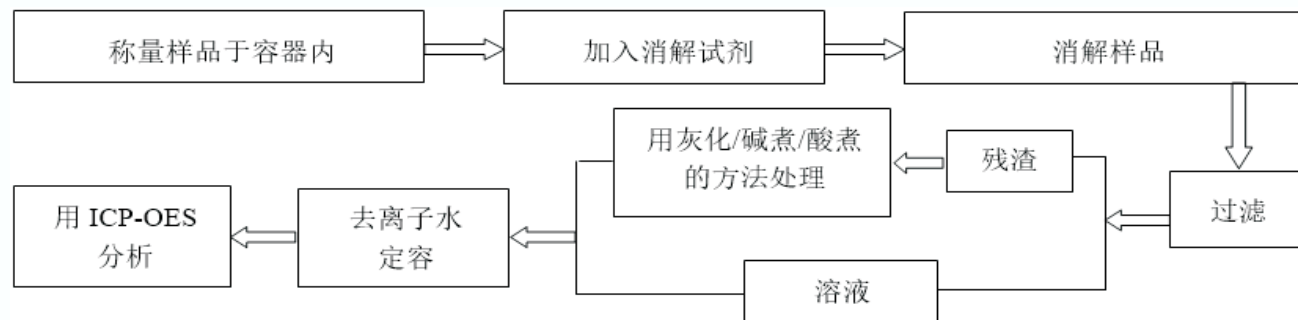 称量样品于容器内
加入消解试剂
消解样品
过滤
残渣
用灰化/碱煮/酸煮
的方法处理
溶液
去离子水
定容
用 ICP-OES
分析